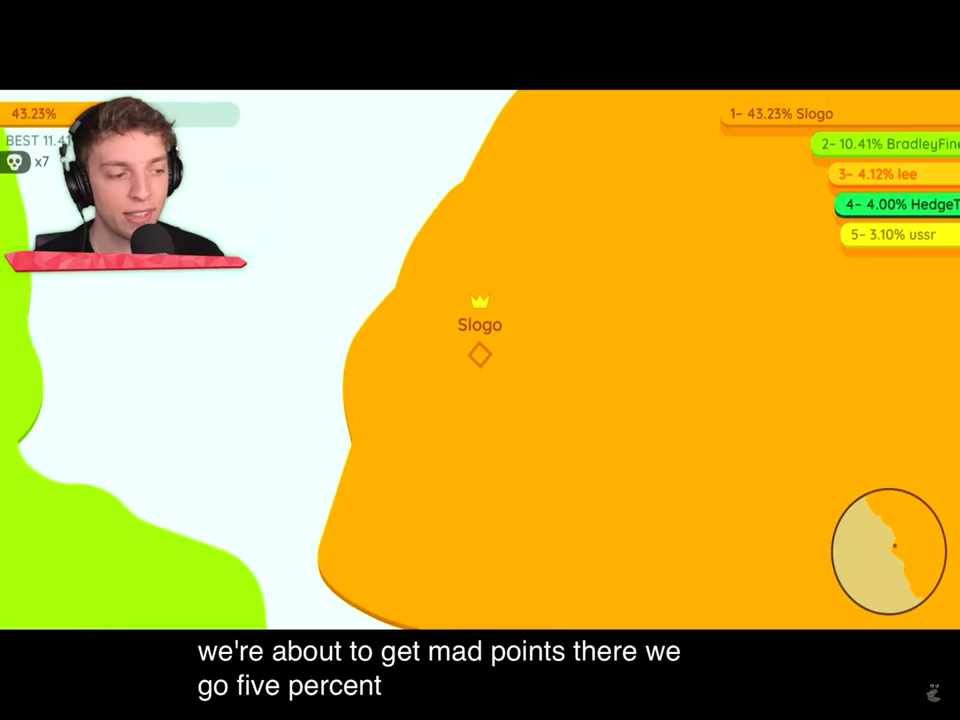 43.23%
BEST 11.41
x7
1- 43.23% Slogo
2- 10.41% BradleyFine
3- 4.12% lee
4- 4.00% HedgeT
5- 3.10% ussr
Slogo
we're about to get mad points there we
go five percent